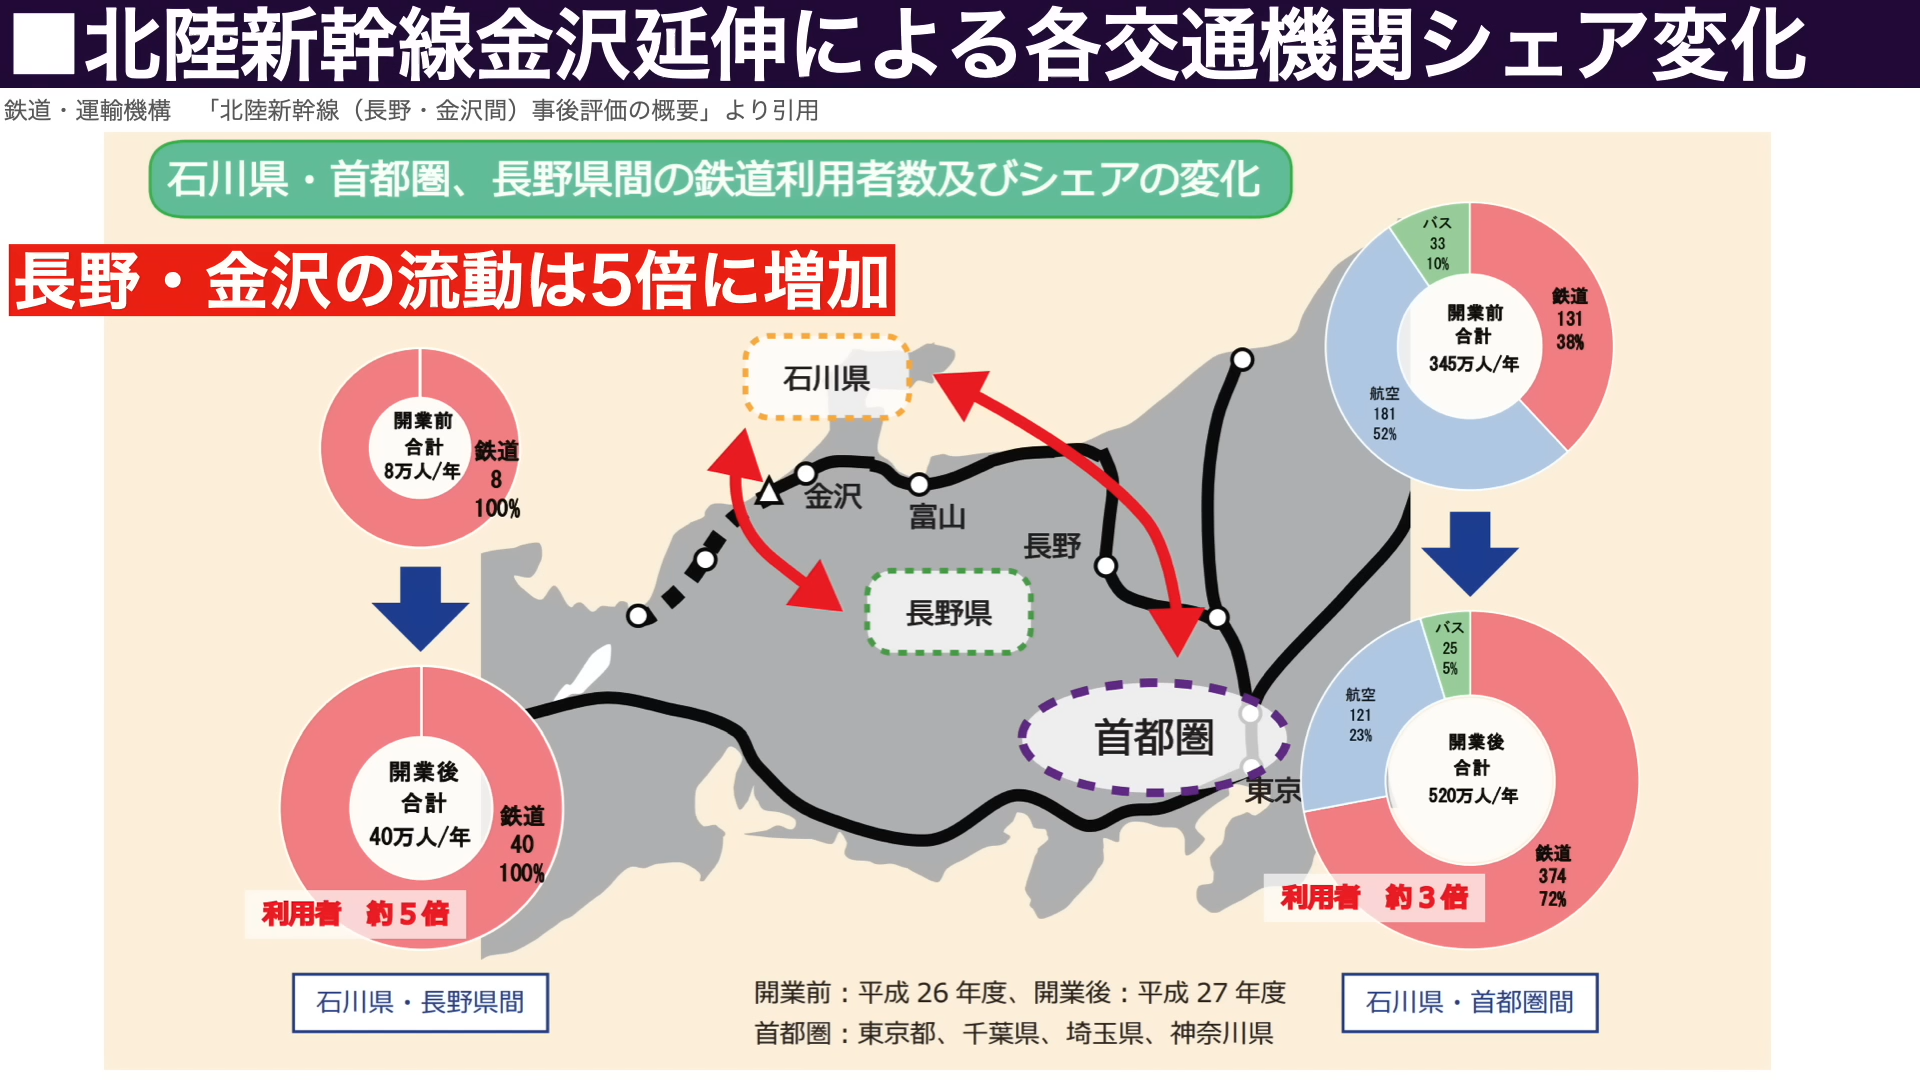 ■北陸新幹線金沢延伸による各交通機関シェア変化
鉄道・運輸機構　「北陸新幹線（長野・金沢間）事後評価の概要」より引用
石川県・首都圏、長野県間の鉄道利用者数及びシェアの変化
長野・金沢の流動は5倍に増加
開業前
合計
8万人/年
鉄道
8
100%
開業後
合計
40万人/年
鉄道
40
100%
利用者　約５倍
石川県・長野県間
石川県
金沢
富山
長野
長野県
首都圏
東京
バス
33
10%
鉄道
131
38%
開業前
合計
345万人/年
航空
181
52%
バス
25
5%
航空
121
23%
開業後
合計
520万人/年
鉄道
374
72%
利用者　約３倍
石川県・首都圏間
開業前：平成 26 年度、開業後：平成 27 年度
首都圏：東京都、千葉県、埼玉県、神奈川県